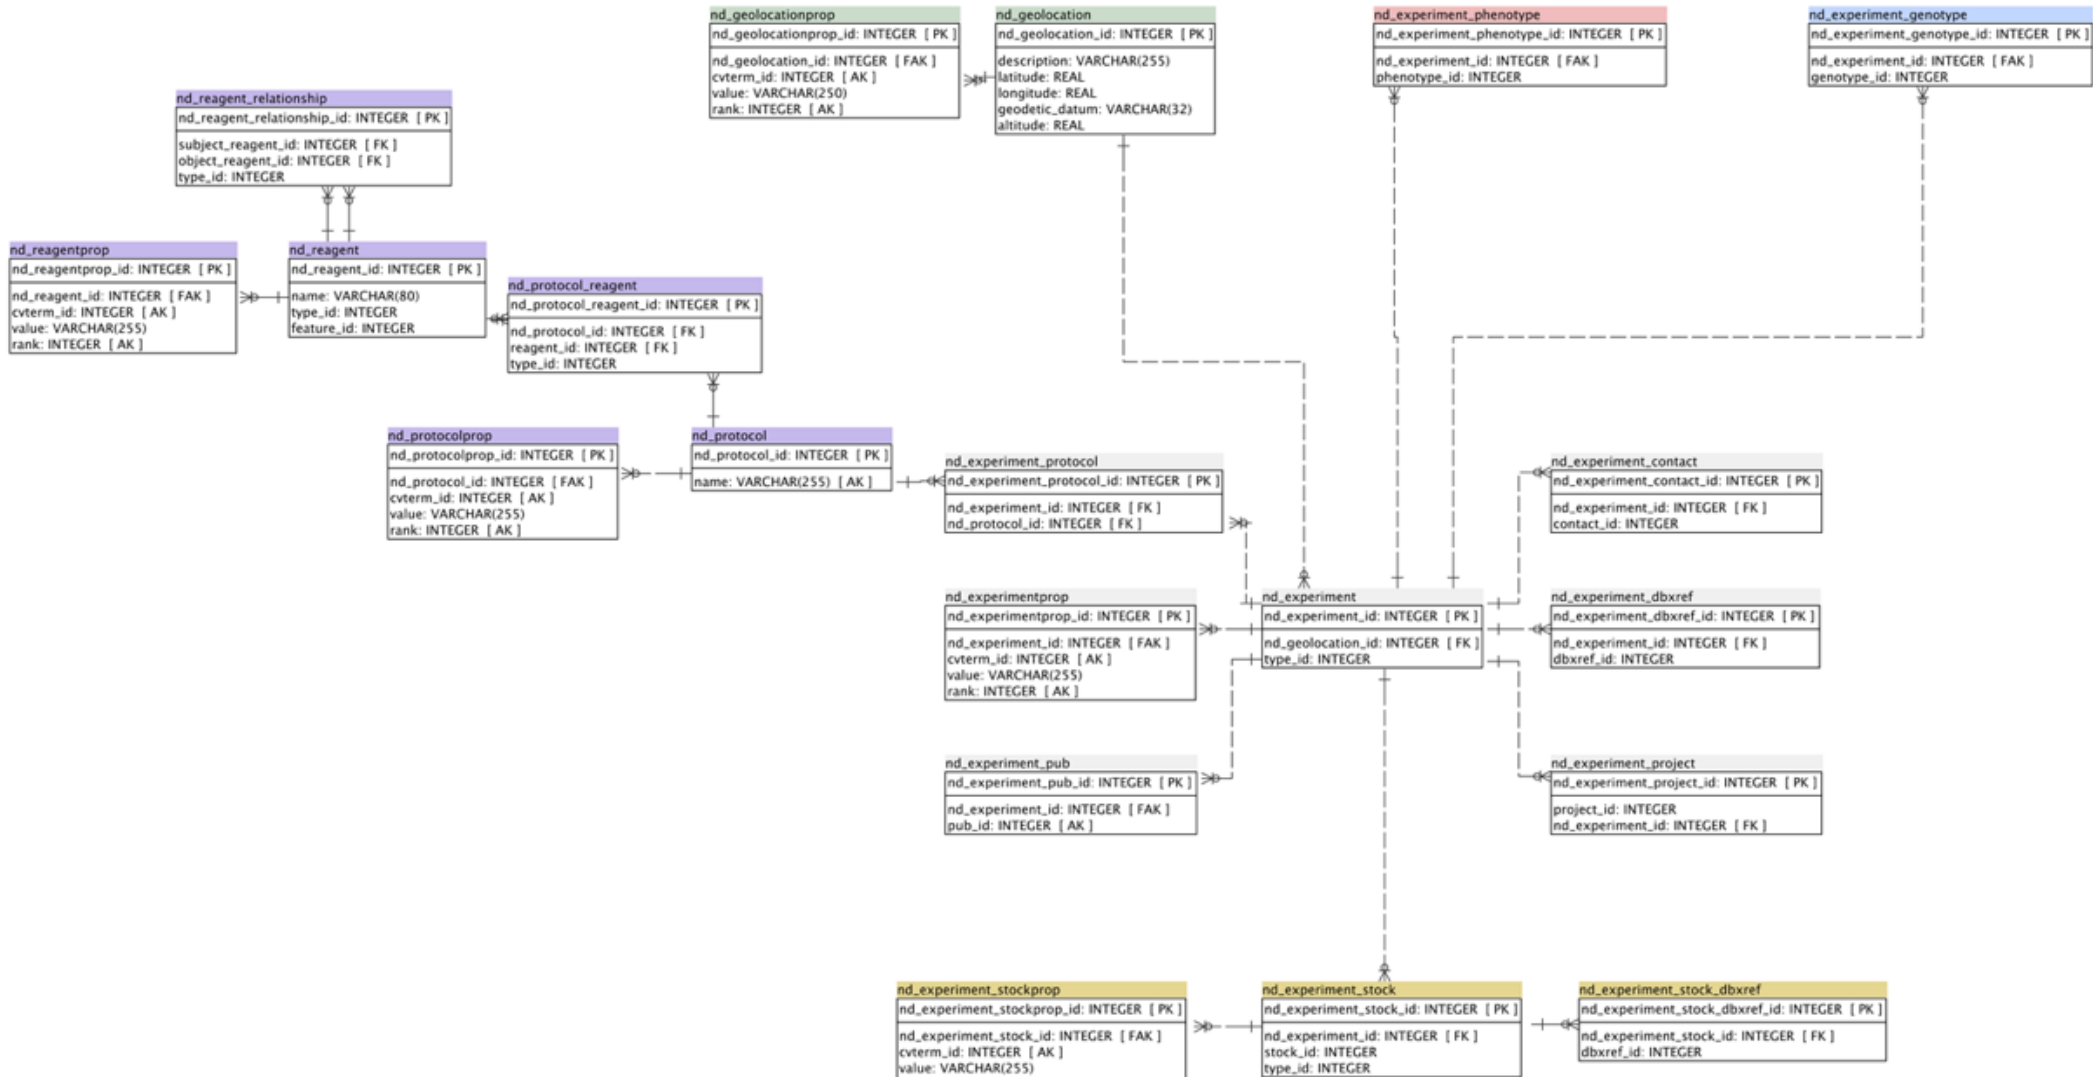 nd_geolocationprop
nd_geolocationprop_id: INTEGER [ PK ]
nd_geolocation_id: INTEGER [ FAK ]
cvterm_id: INTEGER [ AK ]
value: VARCHAR(250)
rank: INTEGER [ AK ]
nd_geolocation
nd_geolocation_id: INTEGER [ PK ]
description: VARCHAR(255)
latitude: REAL
longitude: REAL
geodetic_datum: VARCHAR(32)
altitude: REAL
nd_experiment_phenotype
nd_experiment_phenotype_id: INTEGER [ PK ]
nd_experiment_id: INTEGER [ FAK ]
phenotype_id: INTEGER
nd_experiment_genotype
nd_experiment_genotype_id: INTEGER [ PK ]
nd_experiment_id: INTEGER [ FAK ]
genotype_id: INTEGER
nd_reagent_relationship
nd_reagent_relationship_id: INTEGER [ PK ]
subject_reagent_id: INTEGER [ FK ]
object_reagent_id: INTEGER [ FK ]
type_id: INTEGER
nd_reagentprop
nd_reagentprop_id: INTEGER [ PK ]
nd_reagent_id: INTEGER [ FAK ]
cvterm_id: INTEGER [ AK ]
value: VARCHAR(255)
rank: INTEGER [ AK ]
nd_reagent
nd_reagent_id: INTEGER [ PK ]
name: VARCHAR(80)
type_id: INTEGER
feature_id: INTEGER
nd_protocol_reagent
nd_protocol_reagent_id: INTEGER [ PK ]
nd_protocol_id: INTEGER [ FK ]
reagent_id: INTEGER [ FK ]
type_id: INTEGER
nd_protocolprop
nd_protocolprop_id: INTEGER [ PK ]
nd_protocol_id: INTEGER [ FAK ]
cvterm_id: INTEGER [ AK ]
value: VARCHAR(255)
rank: INTEGER [ AK ]
nd_protocol
nd_protocol_id: INTEGER [ PK ]
name: VARCHAR(255) [ AK ]
nd_experiment_protocol
nd_experiment_protocol_id: INTEGER [ PK ]
nd_experiment_id: INTEGER [ FK ]
nd_protocol_id: INTEGER [ FK ]
nd_experiment_contact
nd_experiment_contact_id: INTEGER [ PK ]
nd_experiment_id: INTEGER [ FK ]
contact_id: INTEGER
nd_experimentprop
nd_experimentprop_id: INTEGER [ PK ]
nd_experiment_id: INTEGER [ FAK ]
cvterm_id: INTEGER [ AK ]
value: VARCHAR(255)
rank: INTEGER [ AK ]
nd_experiment
nd_experiment_id: INTEGER [ PK ]
nd_geolocation_id: INTEGER [ FK ]
type_id: INTEGER
nd_experiment_dbxref
nd_experiment_dbxref_id: INTEGER [ PK ]
nd_experiment_id: INTEGER [ FK ]
dbxref_id: INTEGER
nd_experiment_pub
nd_experiment_pub_id: INTEGER [ PK ]
nd_experiment_id: INTEGER [ FAK ]
pub_id: INTEGER [ AK ]
nd_experiment_project
nd_experiment_project_id: INTEGER [ PK ]
project_id: INTEGER
nd_experiment_id: INTEGER [ FK ]
nd_experiment_stockprop
nd_experiment_stockprop_id: INTEGER [ PK ]
nd_experiment_stock_id: INTEGER [ FAK ]
cvterm_id: INTEGER [ AK ]
value: VARCHAR(255)
nd_experiment_stock
nd_experiment_stock_id: INTEGER [ PK ]
nd_experiment_id: INTEGER [ FK ]
stock_id: INTEGER
type_id: INTEGER
nd_experiment_stock_dbxref
nd_experiment_stock_dbxref_id: INTEGER [ PK ]
nd_experiment_stock_id: INTEGER [ FK ]
dbxref_id: INTEGER